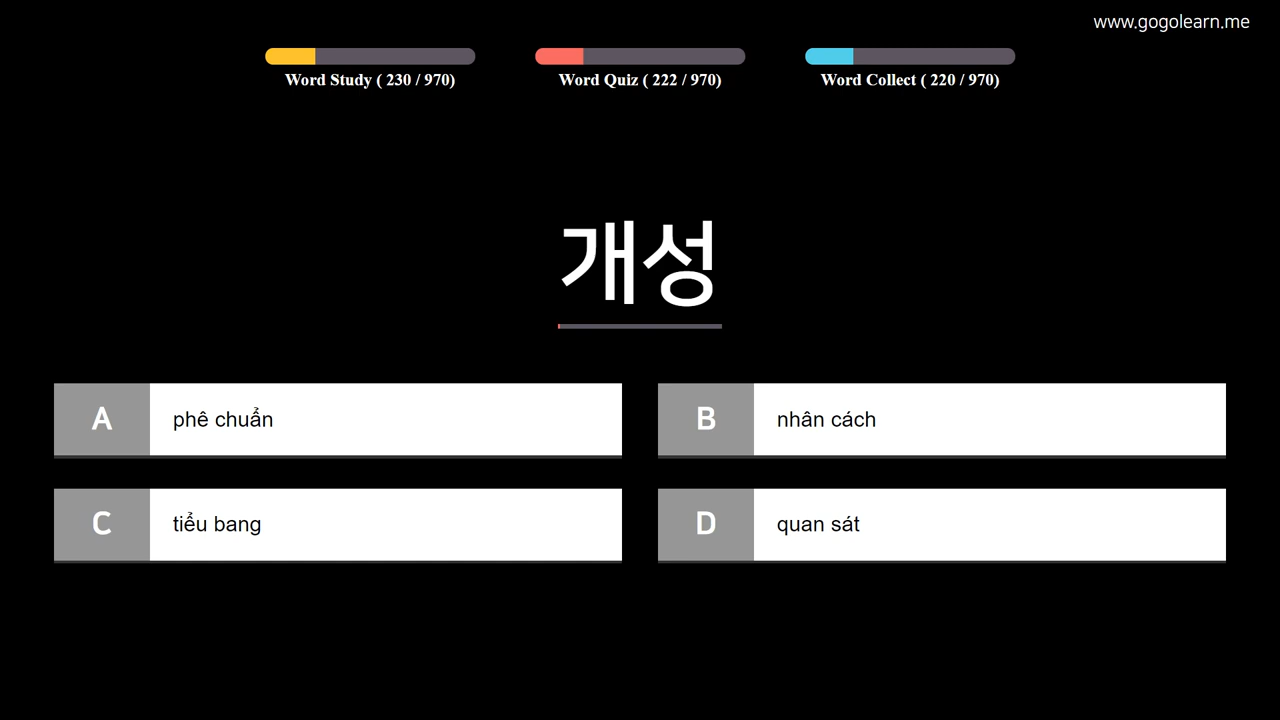 www.gogolearn.me
Word Study ( 230 / 970)
Word Quiz ( 222 / 970)
Word Collect ( 220 / 970)
개성
A phê chuẩn
B nhân cách
C tiểu bang
D quan sát